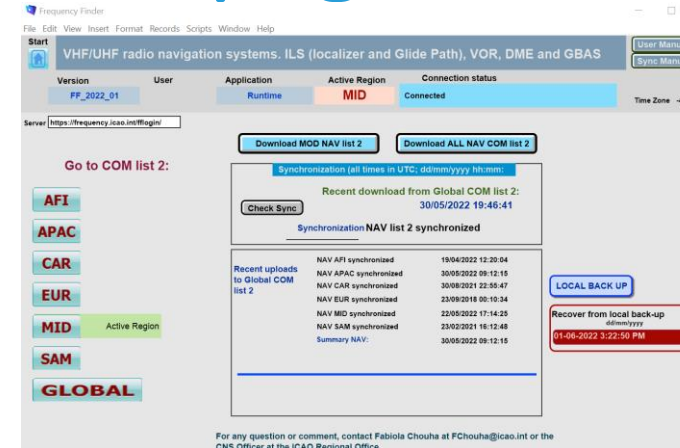 Frequency Finder
File Edit View Insert Format Records Scripts Window Help
Start
VHF/UHF radio navigation systems. ILS (localizer and Glide Path), VOR, DME and GBAS
User Manu
Sync Manu
Version User Application Active Region Connection status
FF_2022_01 Runtime MID Connected
Time Zone
Server https://frequency.icao.int/fflogin/
Download MOD NAV list 2 Download ALL NAV COM list 2
Go to COM list 2:
Synchronization (all times in UTC; dd/mm/yyyy hh:mm:
Recent download from Global COM list 2:
Check Sync 30/05/2022 19:46:41
Synchronization NAV list 2 synchronized
AFI
APAC
CAR
EUR
MID Active Region
SAM
GLOBAL
Recent uploads to Global COM list 2
NAV AFI synchronized 19/04/2022 12:20:04
NAV APAC synchronized 30/05/2022 09:12:15
NAV CAR synchronized 30/08/2021 22:55:47
NAV EUR synchronized 23/09/2018 00:10:34
NAV MID synchronized 22/05/2022 17:14:25
NAV SAM synchronized 23/02/2021 16:12:48
Summary NAV: 30/05/2022 09:12:15
LOCAL BACK UP
Recover from local back-up
dd/mm/yyyy
01-06-2022 3:22:50 PM
For any question or comment, contact Fabiola Chouha at FChouha@icao.int or the
CNS Officer at the ICAO Regional Office